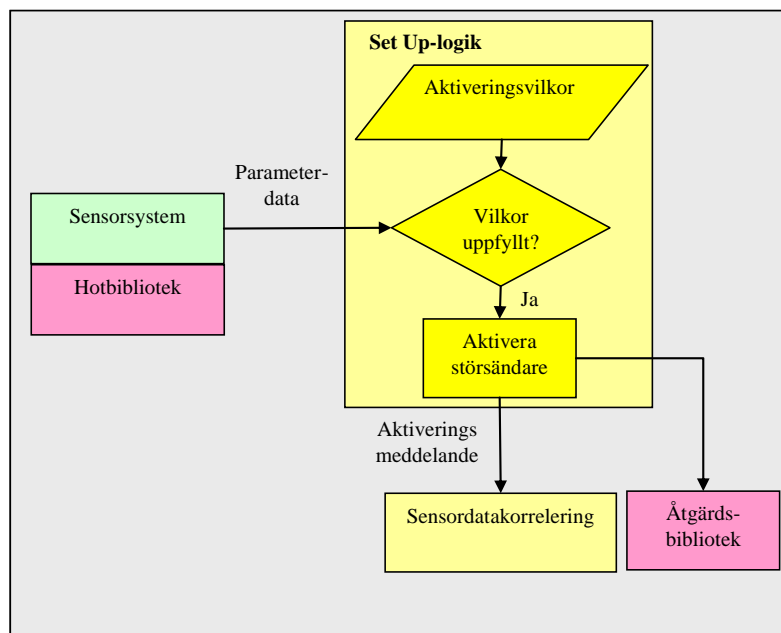 Set Up-logik
Aktiveringsvilkor
Parameter-
data
Sensorsystem
Vilkor
uppfyllt?
Hotbibliotek
Ja
Aktivera
störsändare
Aktiverings
meddelande
Sensordatakorrelering
Åtgärds-
bibliotek